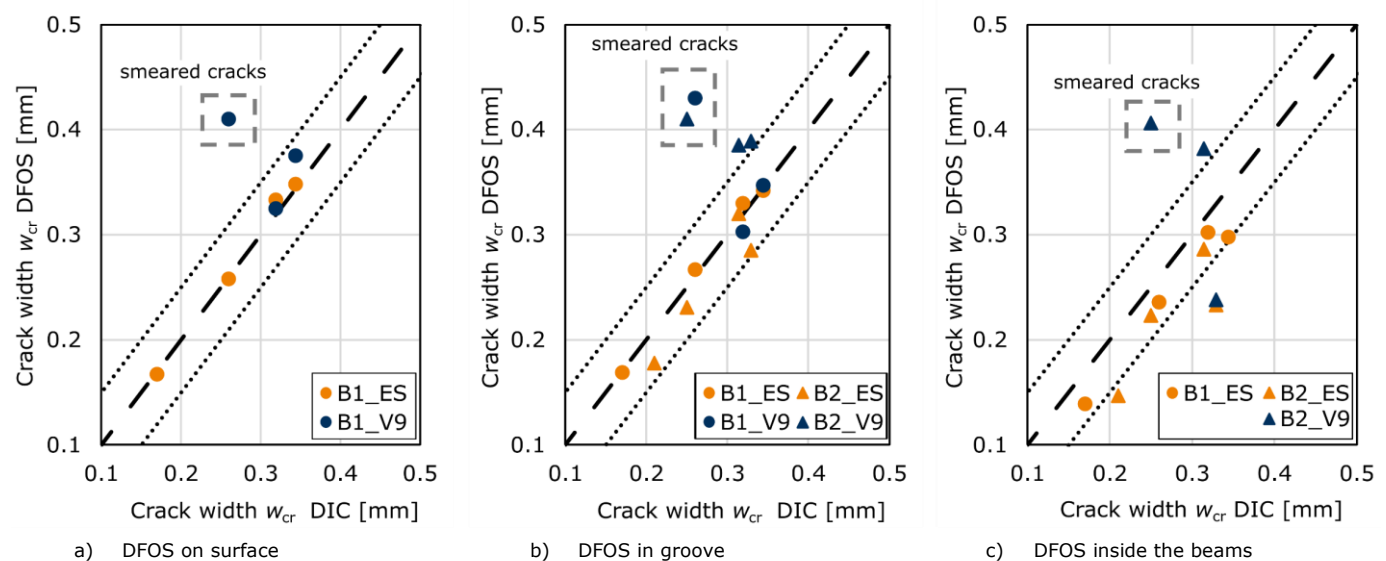 0.5
0.4
0.3
0.2
0.1
0.1 0.2 0.3 0.4 0.5
Crack width wcr DFOS [mm]
Crack width wcr DIC [mm]
smeared cracks
B1_ES
B1_V9
a) DFOS on surface
0.5
0.4
0.3
0.2
0.1
0.1 0.2 0.3 0.4 0.5
Crack width wcr DFOS [mm]
Crack width wcr DIC [mm]
smeared cracks
B1_ES B2_ES
B1_V9 B2_V9
b) DFOS in groove
0.5
0.4
0.3
0.2
0.1
0.1 0.2 0.3 0.4 0.5
Crack width wcr DFOS [mm]
Crack width wcr DIC [mm]
smeared cracks
B1_ES B2_ES
B2_V9
c) DFOS inside the beams